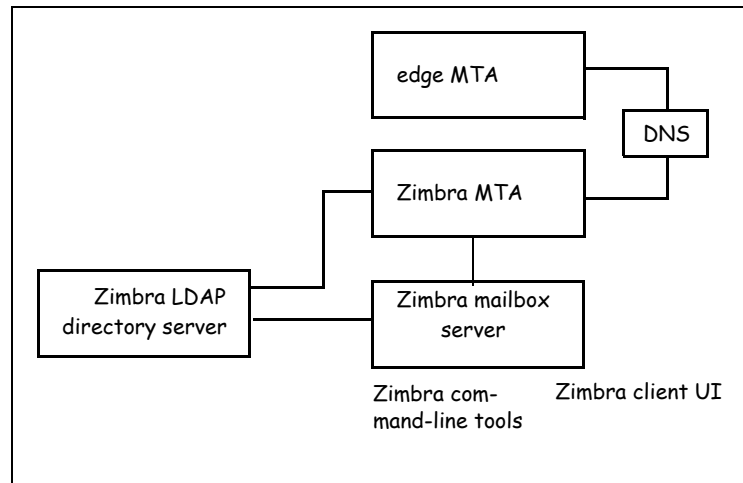 edge MTA
DNS
Zimbra MTA
Zimbra LDAP
directory server
Zimbra mailbox
server
Zimbra com-
mand-line tools
Zimbra client UI